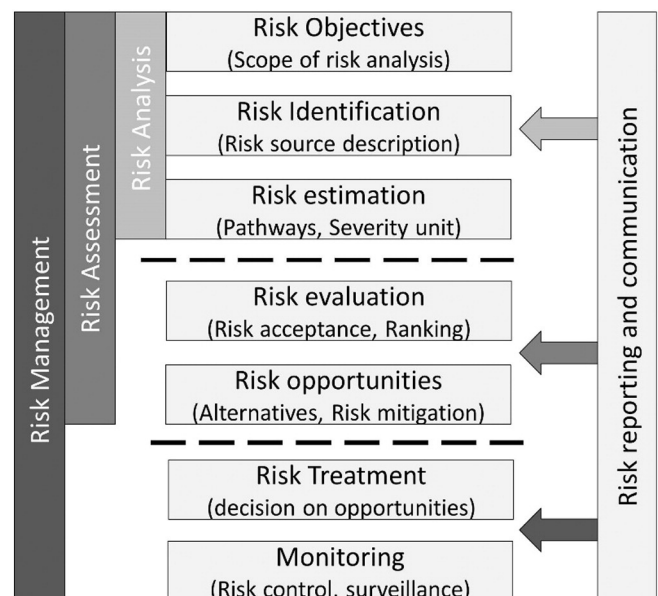 Risk Management
Risk Assessment
Risk Analysis
Risk Objectives
(Scope of risk analysis)
Risk Identification
(Risk source description)
Risk estimation
(Pathways, Severity unit)
Risk evaluation
(Risk acceptance, Ranking)
Risk opportunities
(Alternatives, Risk mitigation)
Risk Treatment
(decision on opportunities)
Monitoring
(Risk control, surveillance)
Risk reporting and communication